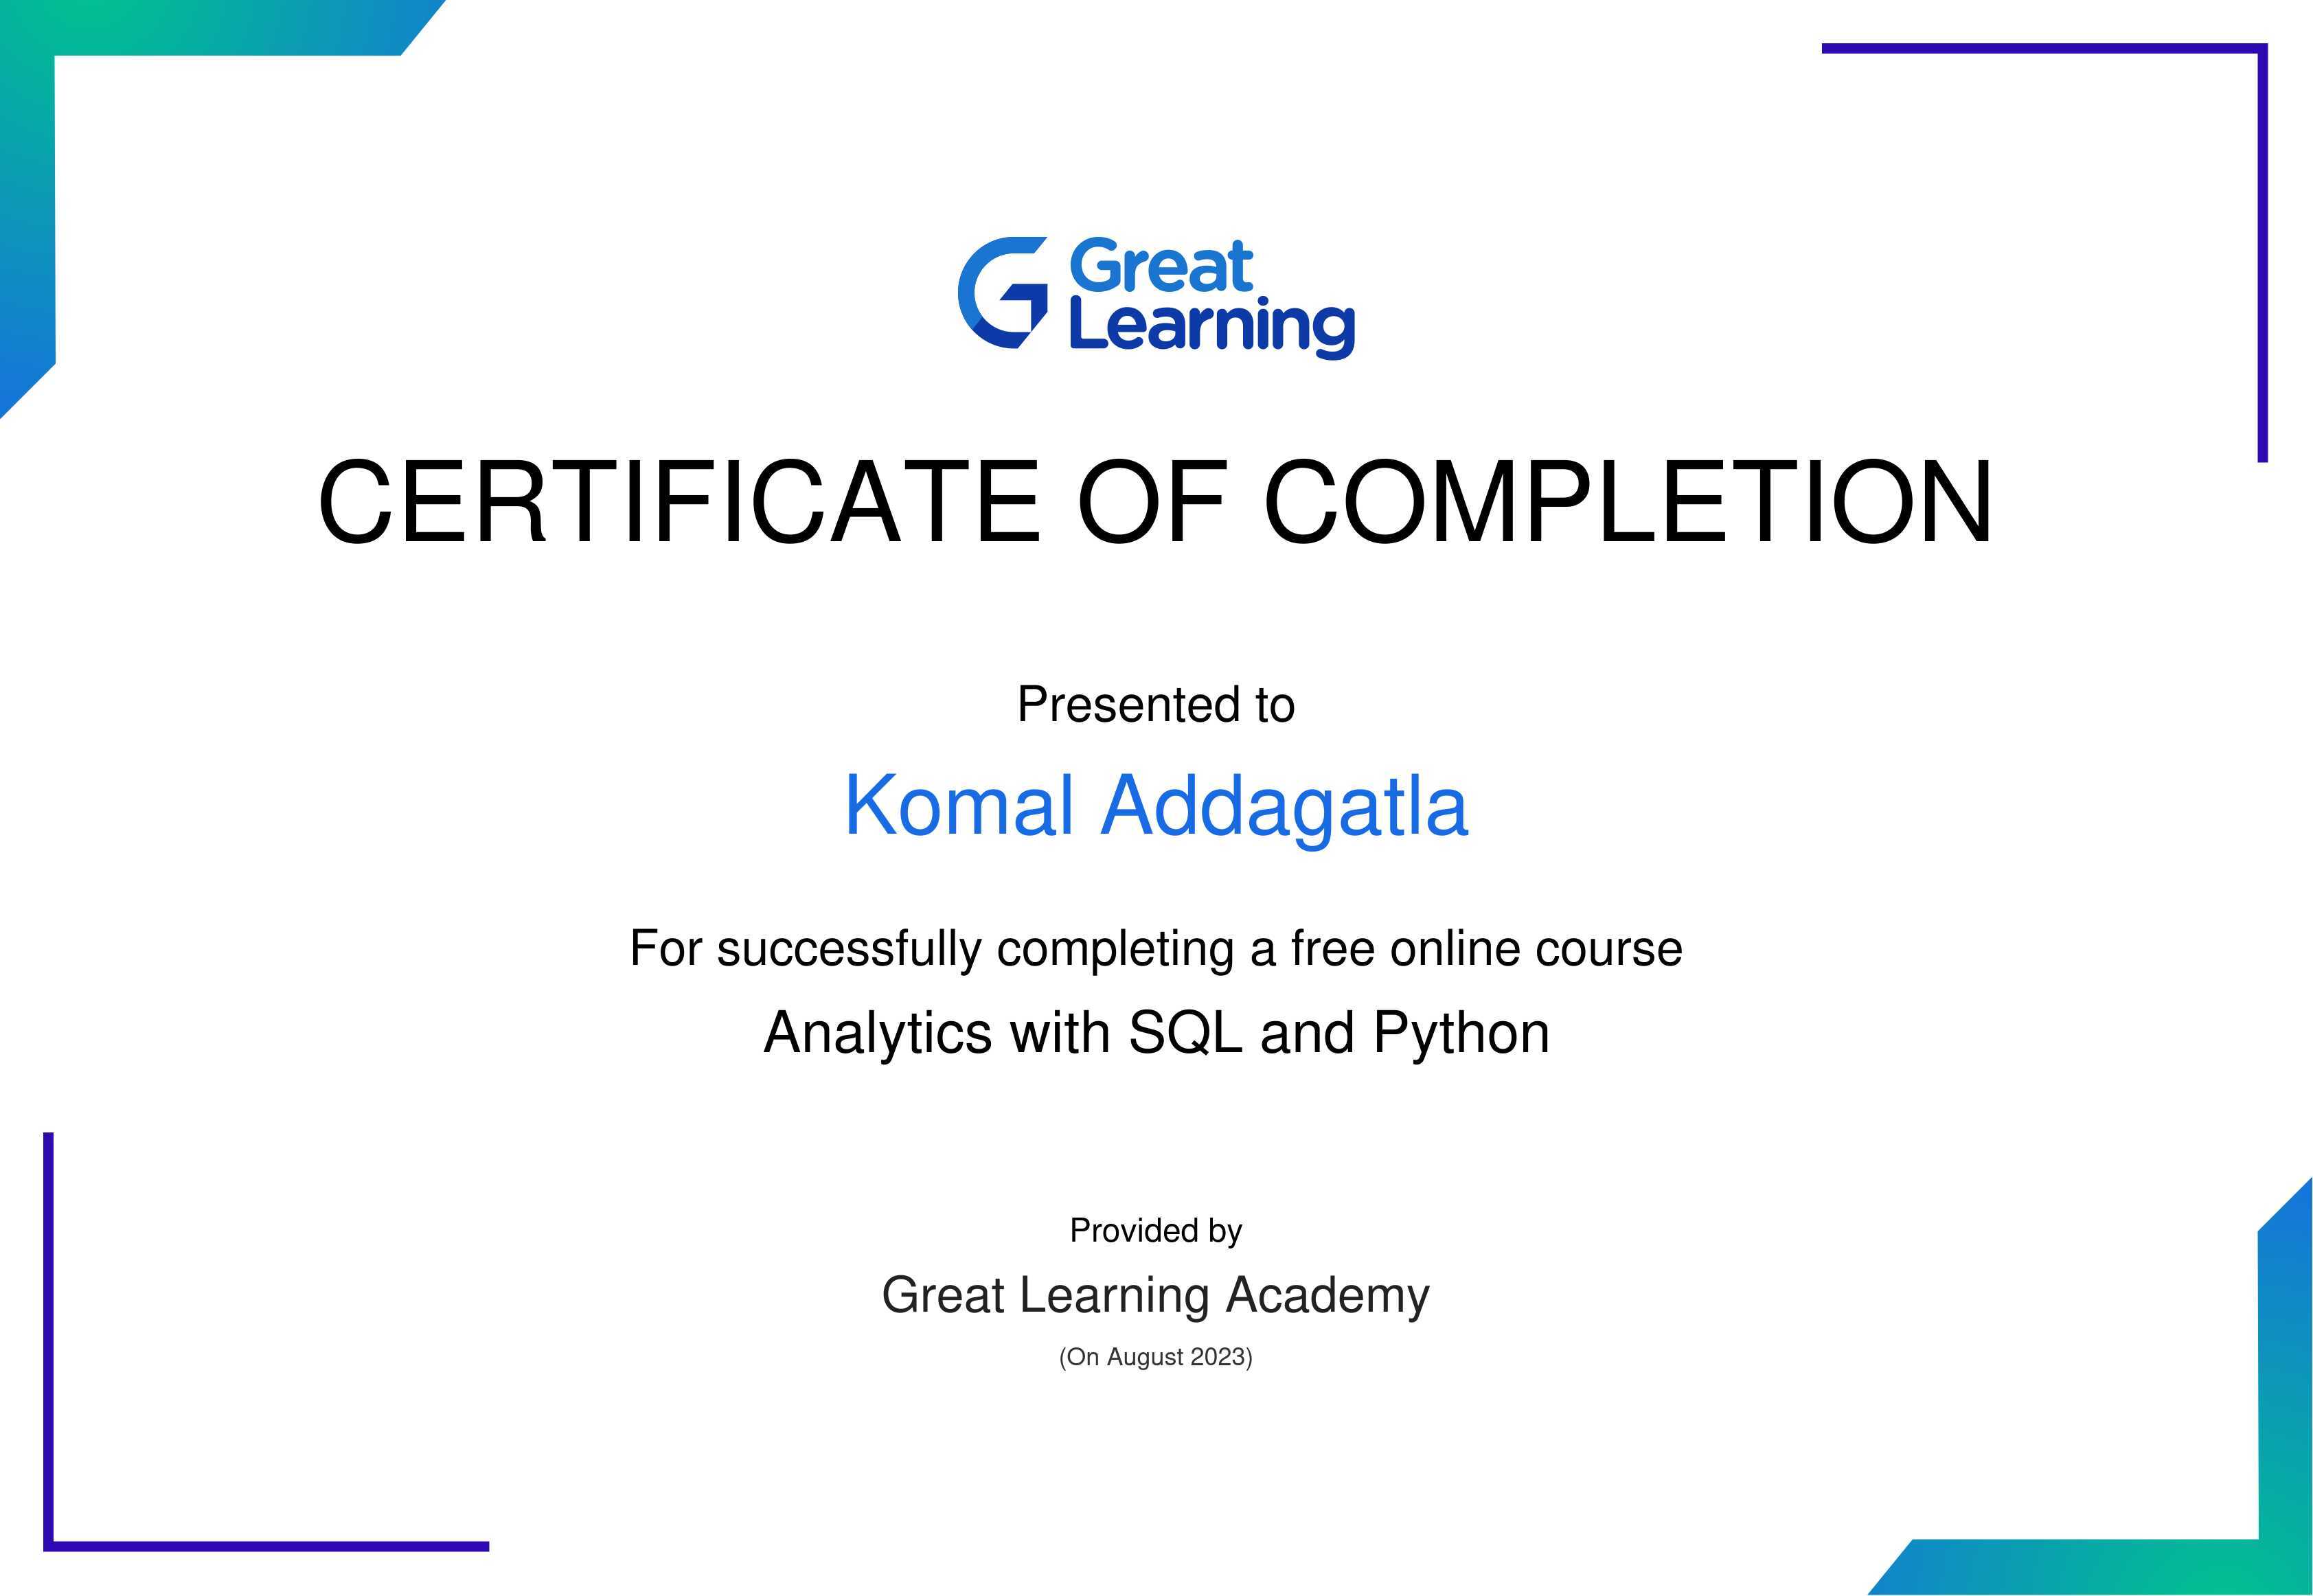 Great
Learning
CERTIFICATE OF COMPLETION
Presented to
Komal Addagatla
For successfully completing a free online course
Analytics with SQL and Python
Provided by
Great Learning Academy
(On August 2023)